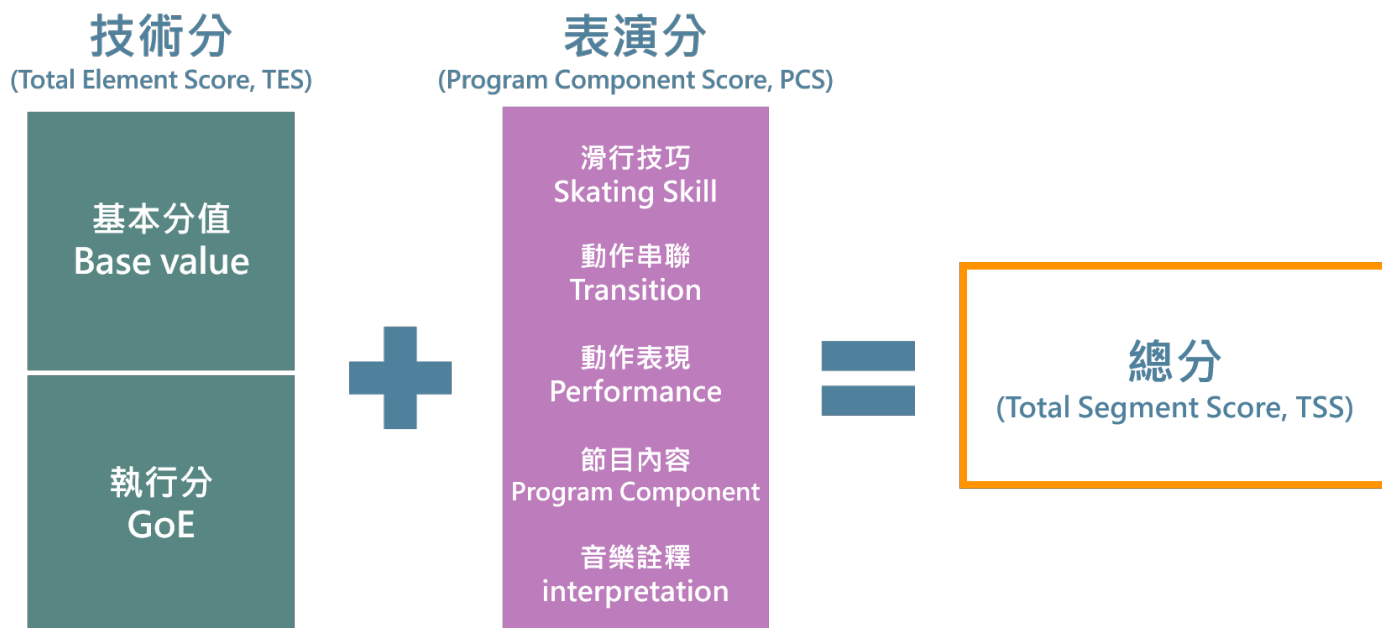 技術分
(Total Element Score, TES)
基本分值
Base value
執行分
GoE
表演分
(Program Component Score, PCS)
滑行技巧
Skating Skill
動作串聯
Transition
動作表現
Performance
節目內容
Program Component
音樂詮釋
interpretation
總分
(Total Segment Score, TSS)